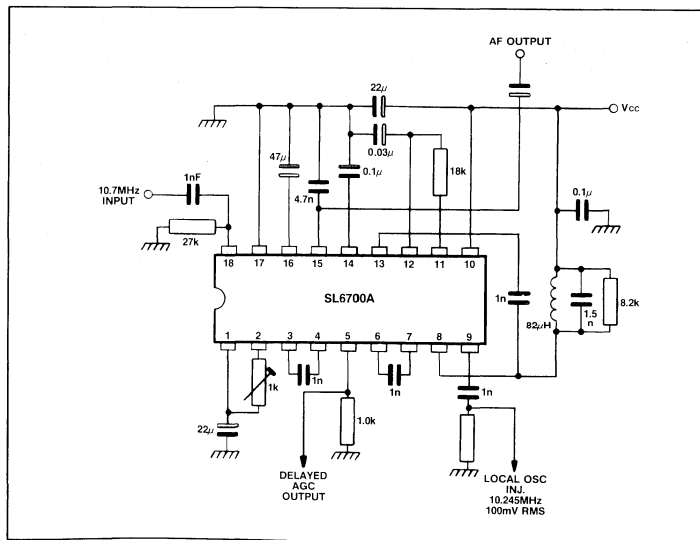 AF OUTPUT
22μ
Vcc
0.03μ
47μ
0.1μ
18k
4.7n
10.7MHz
INPUT
1nF
27k
0.1μ
18 17 16 15 14 13 12 11 10
SL6700A
1n
82μH
1.5
n
8.2k
1 2 3 4 5 6 7 8 9
1k
1n
1n
1n
22μ
1.0k
DELAYED
AGC
OUTPUT
LOCAL OSC
INJ.
10.245MHz
100mV RMS